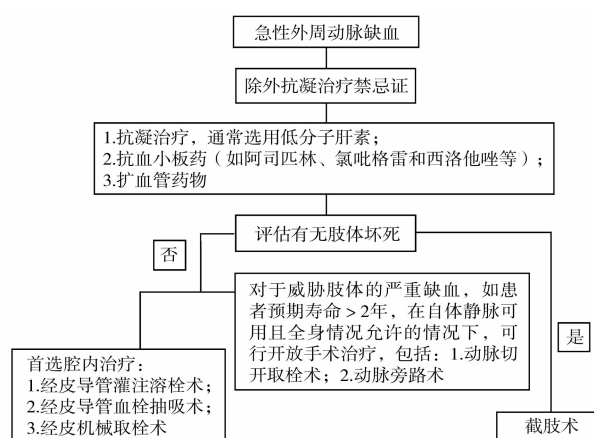 急性外周动脉缺血
除外抗凝治疗禁忌证
1.抗凝治疗，通常选用低分子肝素；
2.抗血小板药（如阿司匹林、氯吡格雷和西洛他唑等）；
3.扩血管药物
评估有无肢体坏死
否
对于威胁肢体的严重缺血，如患
者预期寿命＞2年，在自体静脉可
用且全身情况允许的情况下，可
行开放手术治疗，包括：1.动脉切
开取栓术；2.动脉旁路术
是
首选腔内治疗：
1.经皮导管灌注溶栓术；
2.经皮导管血栓抽吸术；
3.经皮机械取栓术
截肢术